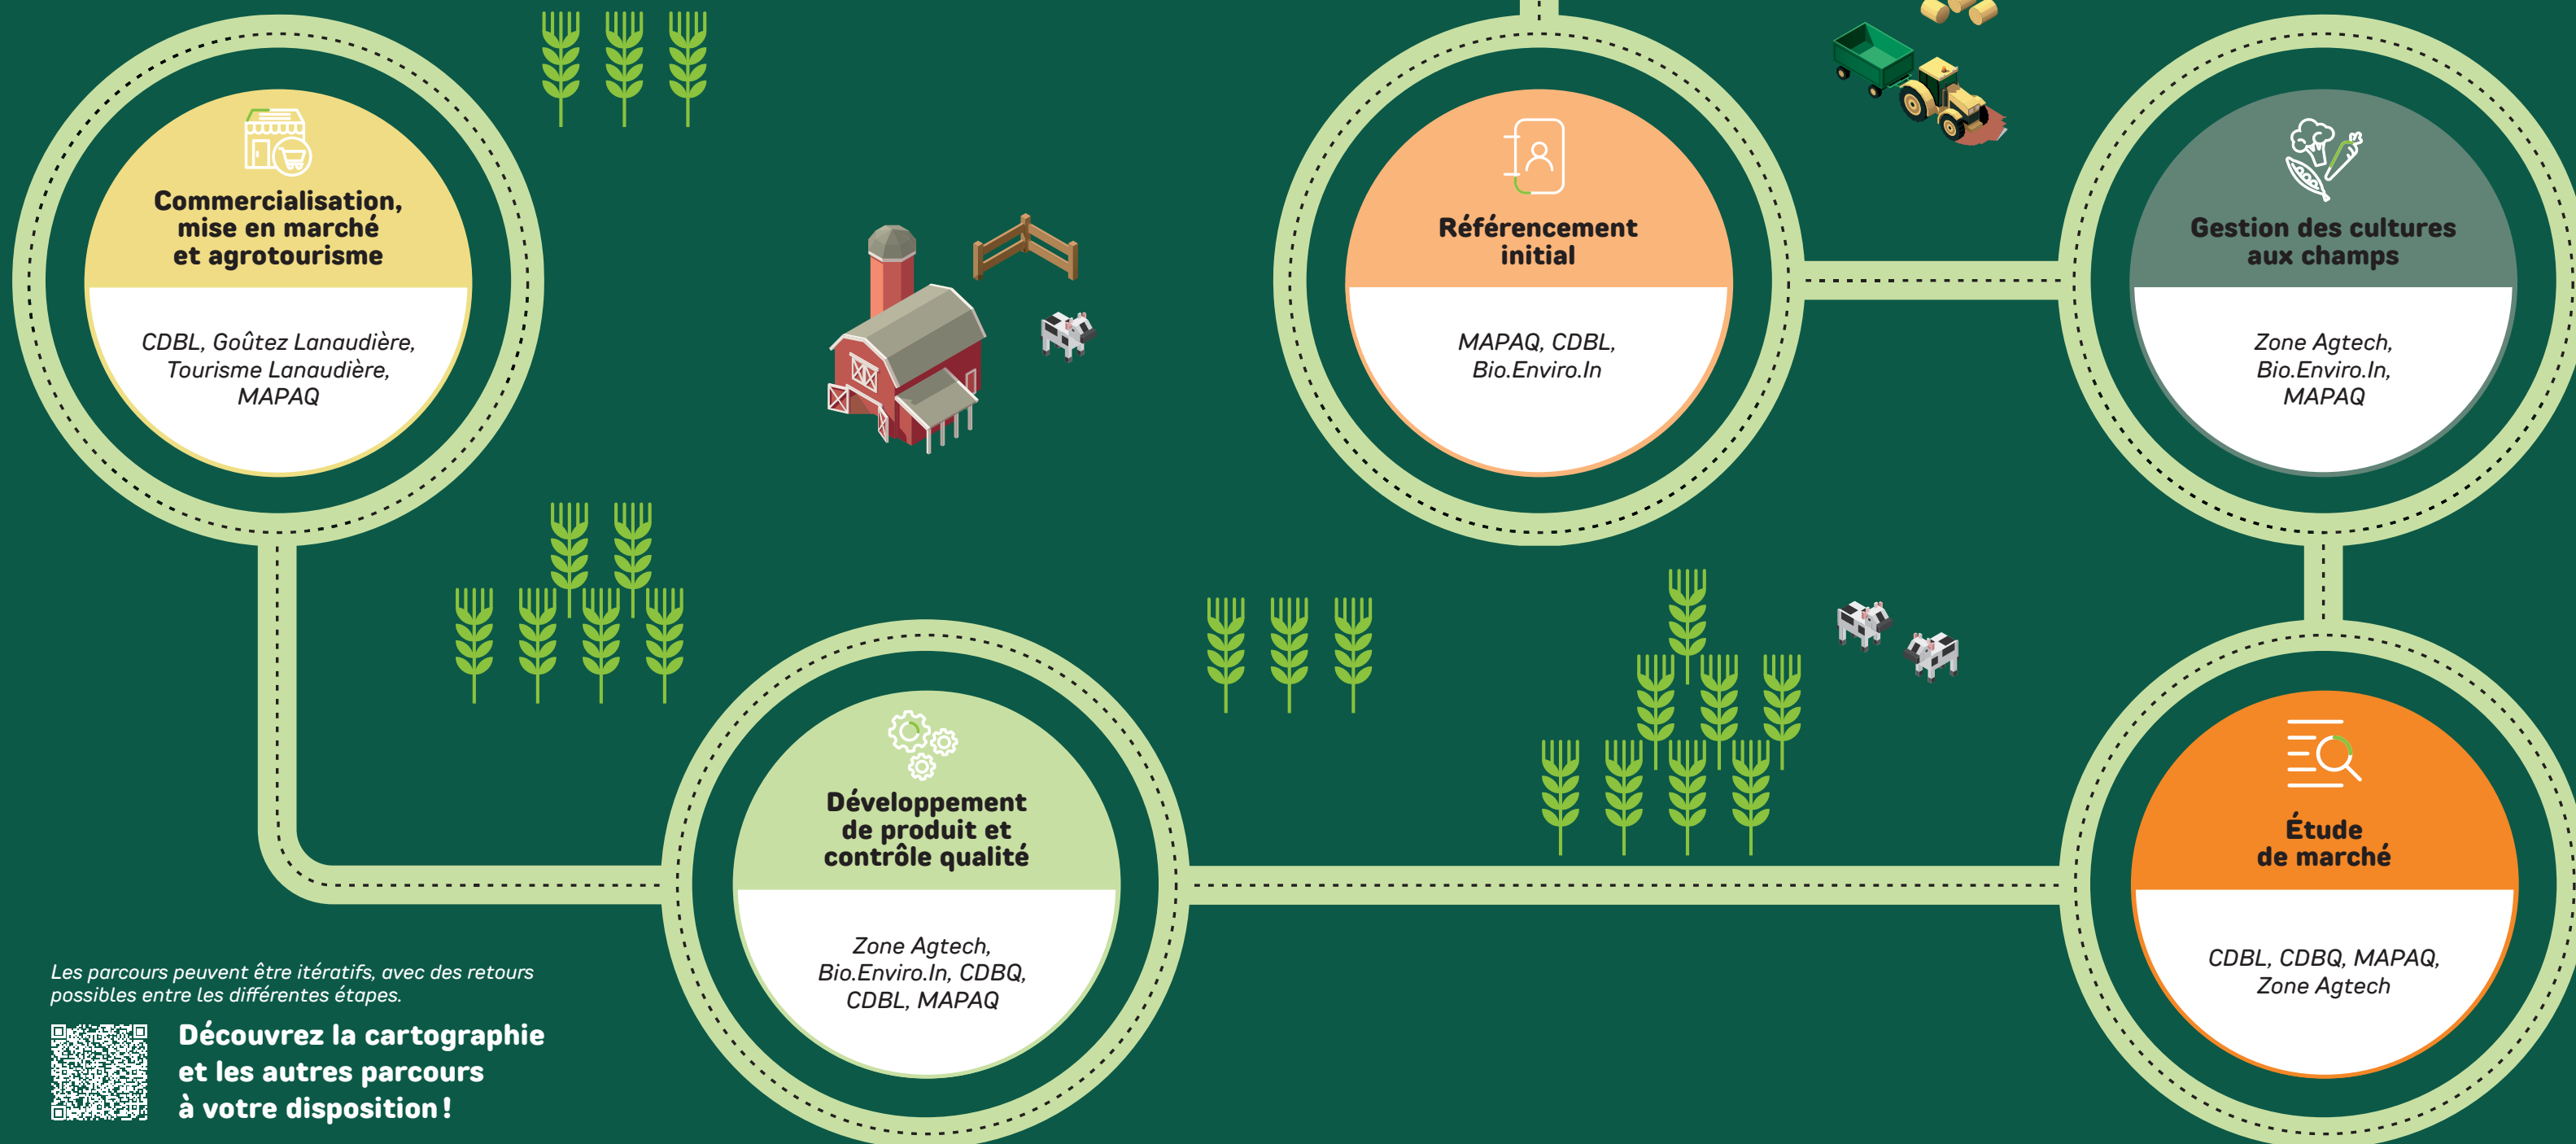 Commercialisation,
mise en marché
et agrotourisme
CDBL, Goûtez Lanaudière,
Tourisme Lanaudière,
MAPAQ
Référencement
initial
MAPAQ, CDBL,
Bio.Enviro.In
Gestion des cultures
aux champs
Zone Agtech,
Bio.Enviro.In,
MAPAQ
Développement
de produit et
contrôle qualité
Zone Agtech,
Bio.Enviro.In, CDBQ,
CDBL, MAPAQ
Étude
de marché
CDBL, CDBQ, MAPAQ,
Zone Agtech
Les parcours peuvent être itératifs, avec des retours
possibles entre les différentes étapes.
Découvrez la cartographie
et les autres parcours
à votre disposition !